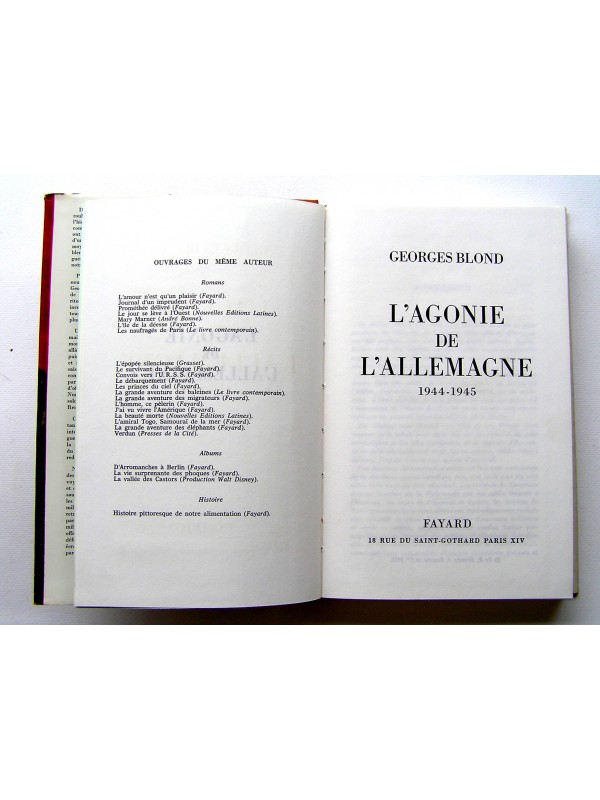 OUVRAGES DU MÊME AUTEUR
Romans
L'amour n'est qu'un plaisir (Fayard).
Journal d'un imprudent (Fayard).
Prométhée délivré (Fayard).
Le jour se lève à l'Ouest (Nouvelles Editions Latines).
Mary Marner (André Bonne).
L'île de la déesse (Fayard).
Les naufragés de Paris (Le livre contemporain).
Récits
L'épopée silencieuse (Grasset).
Le survivant du Pacifique (Fayard).
Convois vers l'U.R.S.S. (Fayard).
Le débarquement (Fayard).
Les princes du ciel (Fayard).
La grande aventure des baleines (Le livre contemporain).
La grande aventure des migrateurs (Fayard).
L'homme, ce pèlerin (Fayard).
J'ai vu vivre l'Amérique (Fayard).
La beauté morte (Nouvelles Editions Latines).
L'amiral Togo, Samouraï de la mer (Fayard).
La grande aventure des éléphants (Fayard).
Verdun (Presses de la Cité).
Albums
D'Arromanches à Berlin (Fayard).
La vie surprenante des phoques (Fayard).
La vallée des Castors (Production Walt Disney).
Histoire
Histoire pittoresque de notre alimentation (Fayard).
GEORGES BLOND
L'AGONIE
DE
L'ALLEMAGNE
1944-1945
FAYARD
18 RUE DU SAINT-GOTHARD PARIS XIV